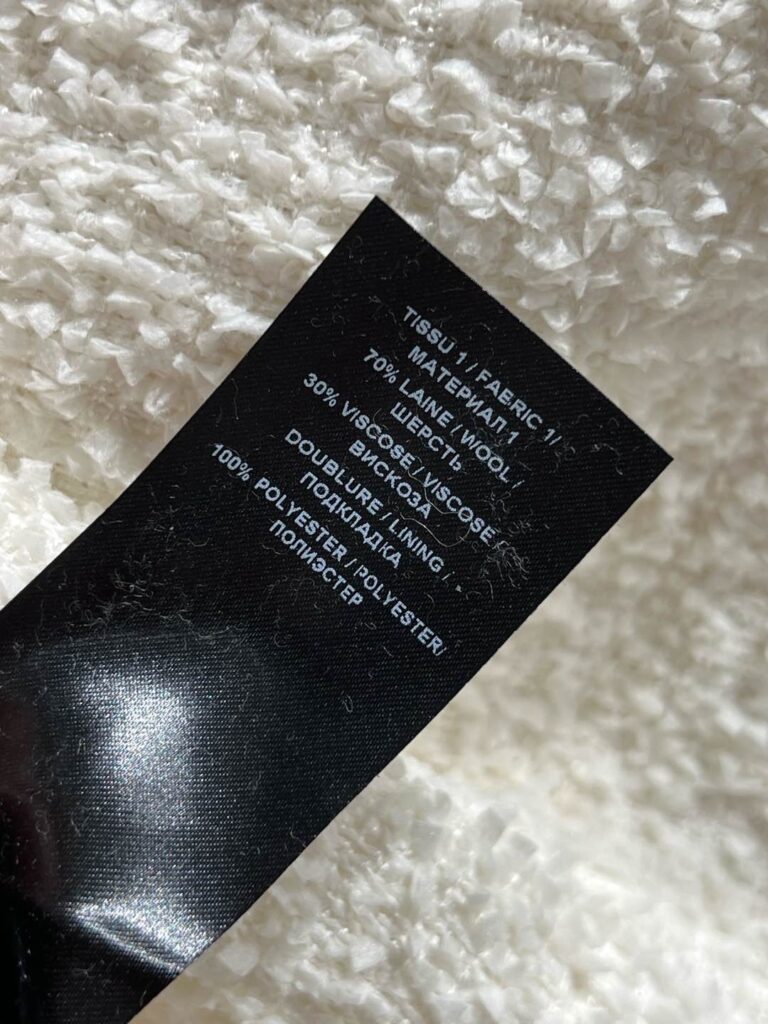 TISSU 1 / FABRIC 1/
МАТЕРИАЛ 1
70% LAINE / WOOL /
ШЕРСТЬ
30% VISCOSE / VISCOSE /
ВИСКОЗА
DOUBLURE / LINING /
ПОДКЛАДКА
100% POLYESTER / POLYESTER/
ПОЛИЭСТЕР